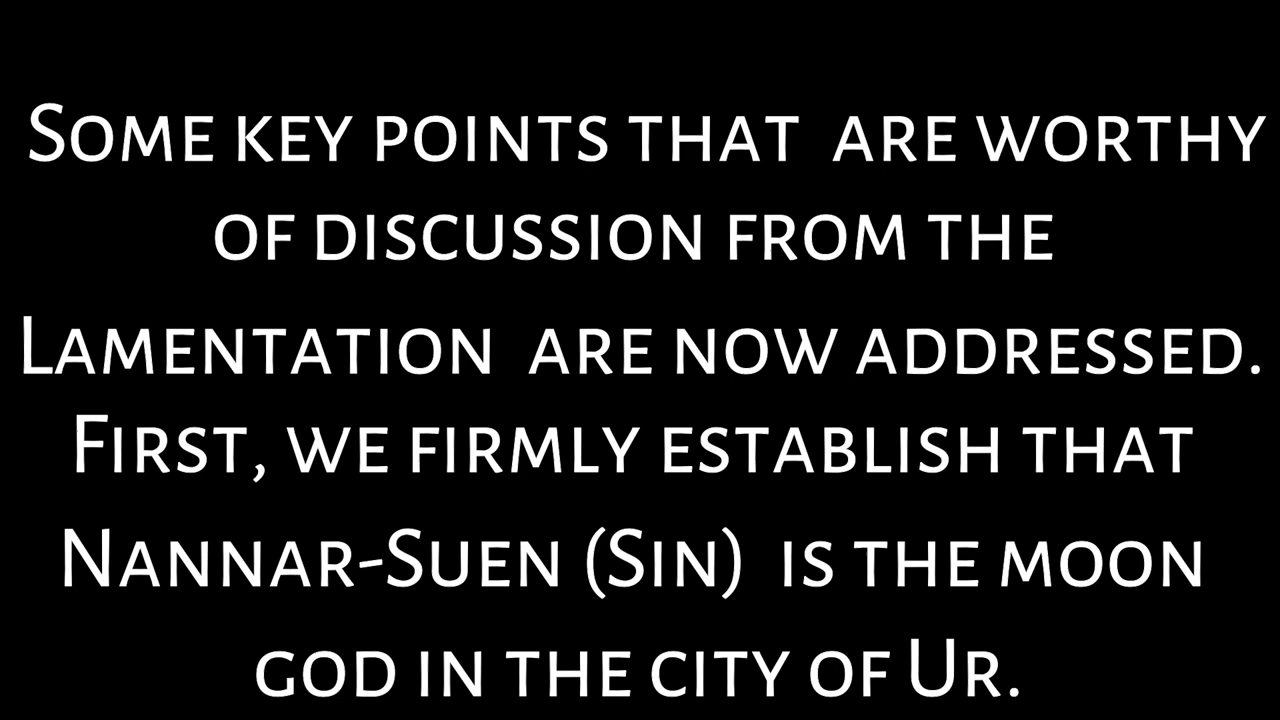 Some key points that are worthy
of discussion from the
Lamentation are now addressed.
First, we firmly establish that
Nannar-Suen (Sin) is the moon
god in the city of Ur.